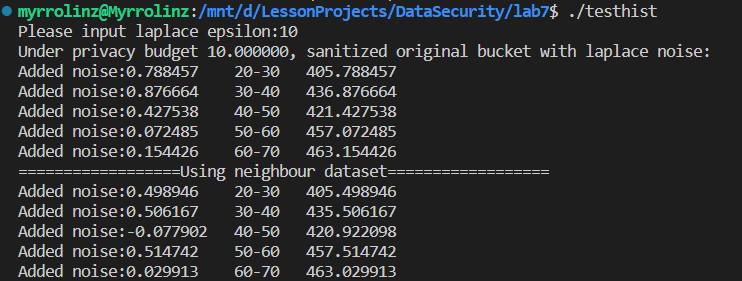 myrrolinz@Myrrolinz:/mnt/d/LessonProjects/DataSecurity/lab7$ ./testhist
Please input laplace epsilon:10
Under privacy budget 10.000000, sanitized original bucket with laplace noise:
Added noise:0.788457    20-30    405.788457
Added noise:0.876664    30-40    436.876664
Added noise:0.427538    40-50    421.427538
Added noise:0.072485    50-60    457.072485
Added noise:0.154426    60-70    463.154426
==================Using neighbour dataset==================
Added noise:0.498946    20-30    405.498946
Added noise:0.506167    30-40    435.506167
Added noise:-0.077902   40-50    420.922098
Added noise:0.514742    50-60    457.514742
Added noise:0.029913    60-70    463.029913